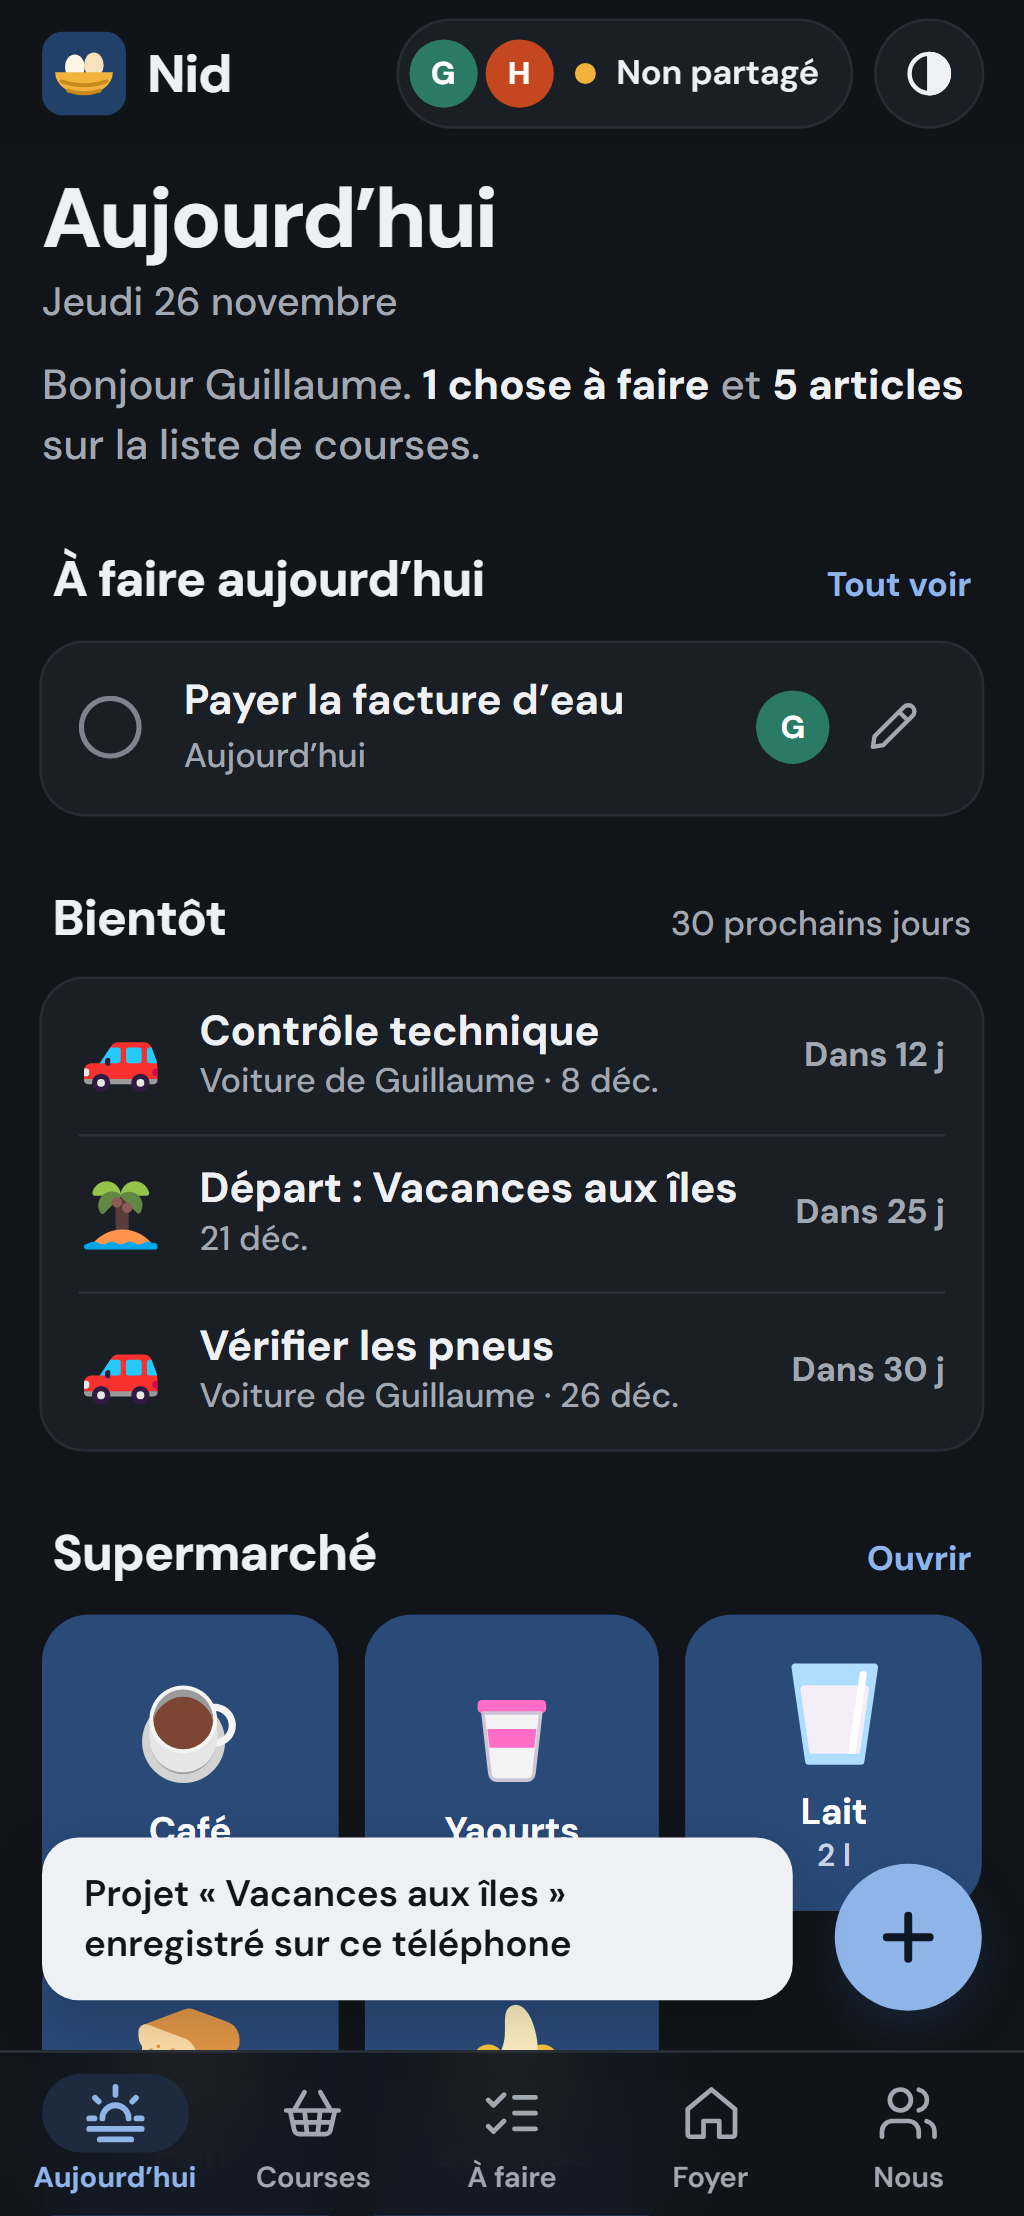 Nid
G H Non partagé
Aujourd’hui
Jeudi 26 novembre
Bonjour Guillaume. 1 chose à faire et 5 articles
sur la liste de courses.
À faire aujourd’hui
Tout voir
Payer la facture d’eau
Aujourd’hui
G
Bientôt
30 prochains jours
Contrôle technique
Voiture de Guillaume · 8 déc.
Dans 12 j
Départ : Vacances aux îles
21 déc.
Dans 25 j
Vérifier les pneus
Voiture de Guillaume · 26 déc.
Dans 30 j
Supermarché
Ouvrir
Café
Yaourts
Lait
2 l
Projet « Vacances aux îles »
enregistré sur ce téléphone
Aujourd’hui
Courses
À faire
Foyer
Nous